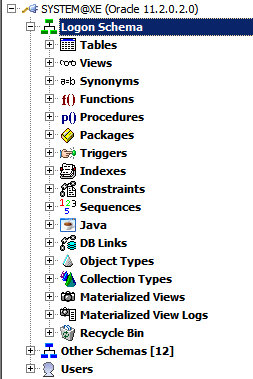 SYSTEM@XE (Oracle 11.2.0.2.0)
Logon Schema
Tables
Views
a=b Synonyms
f() Functions
p() Procedures
Packages
Triggers
Indexes
Constraints
123 5 Sequences
Java
DB Links
Object Types
Collection Types
Materialized Views
Materialized View Logs
Recycle Bin
Other Schemas [12]
Users